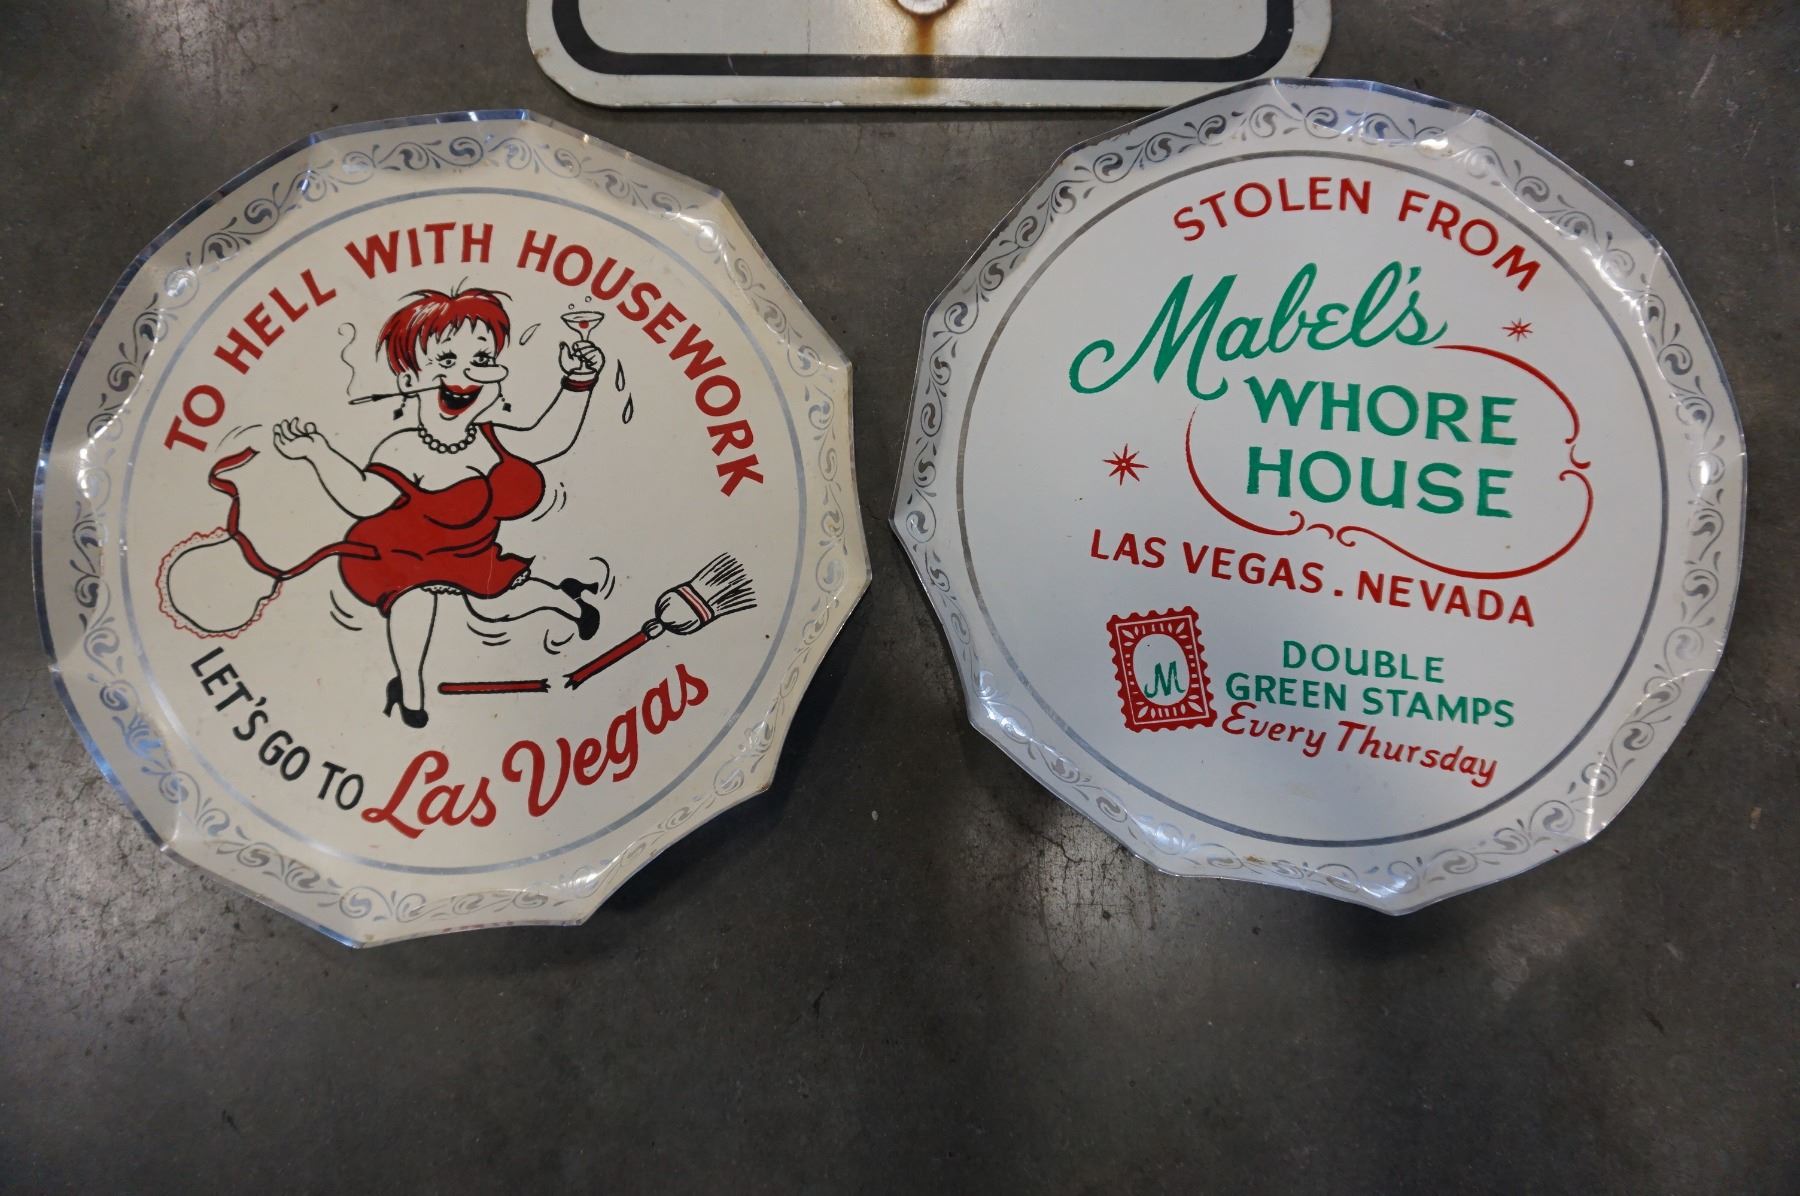 TO HELL WITH HOUSEWORK
LET'S GO TO Las Vegas
STOLEN FROM
Mabel's
WHORE
HOUSE
LAS VEGAS. NEVADA
M
DOUBLE
GREEN STAMPS
Every Thursday